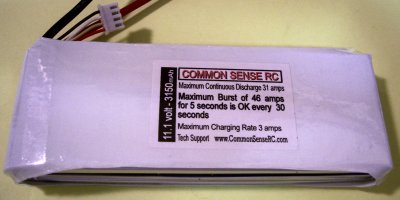 COMMON SENSE RC
Maximum Continuous Discharge 31 amps
Maximum Burst of 46 amps
for 5 seconds is OK every 30
seconds
Maximum Charging Rate 3 amps
Tech Support www.CommonSenseRC.com
11.1 volt - 3150mAh